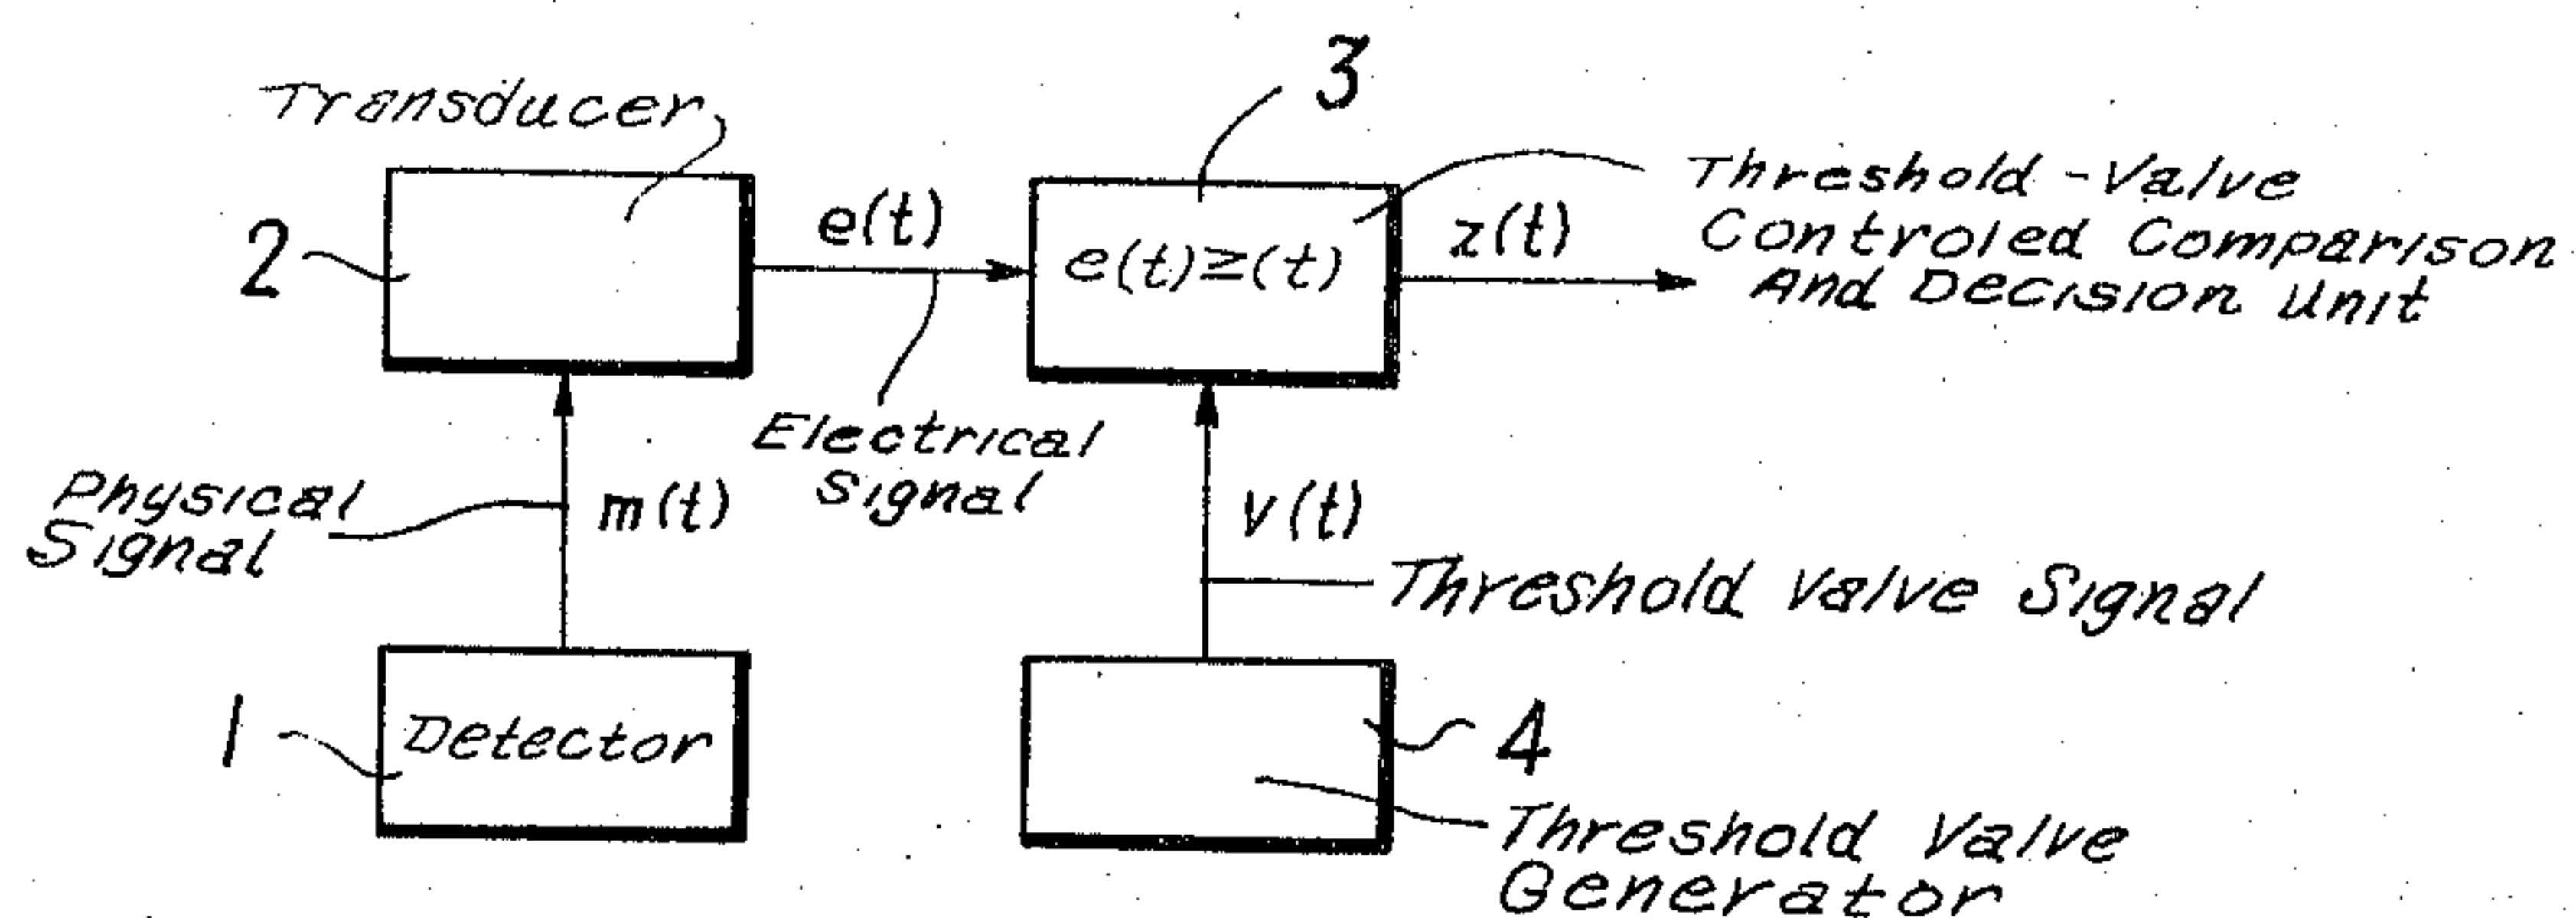 Transducer
3
2
e(t)
e(t)≥(t)
z(t)
Threshold-Valve
Controled Comparison
And Decision Unit
Electrical
Signal
Physical
Signal
m(t)
v(t)
Threshold Valve Signal
1
Detector
4
Threshold Valve
Generator